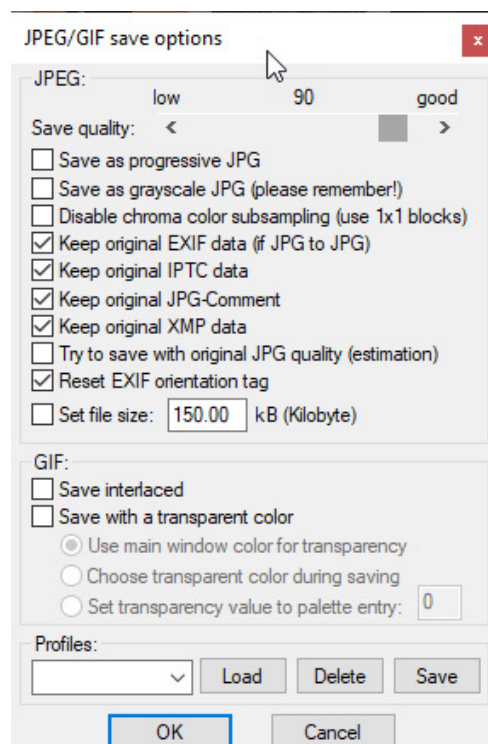 JPEG/GIF save options
x
JPEG:
low 90 good
Save quality:
Save as progressive JPG
Save as grayscale JPG (please remember!)
Disable chroma color subsampling (use 1x1 blocks)
Keep original EXIF data (if JPG to JPG)
Keep original IPTC data
Keep original JPG-Comment
Keep original XMP data
Try to save with original JPG quality (estimation)
Reset EXIF orientation tag
Set file size: 150.00 kB (Kilobyte)
GIF:
Save interlaced
Save with a transparent color
Use main window color for transparency
Choose transparent color during saving
Set transparency value to palette entry: 0
Profiles:
Load Delete Save
OK Cancel